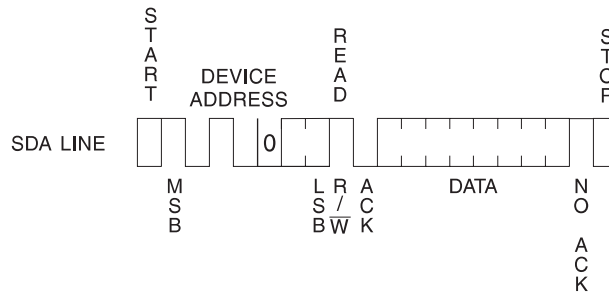 START
DEVICE
ADDRESS
READ
STOP
SDA LINE
0
MSB
LSB
R/W
ACK
DATA
NO ACK